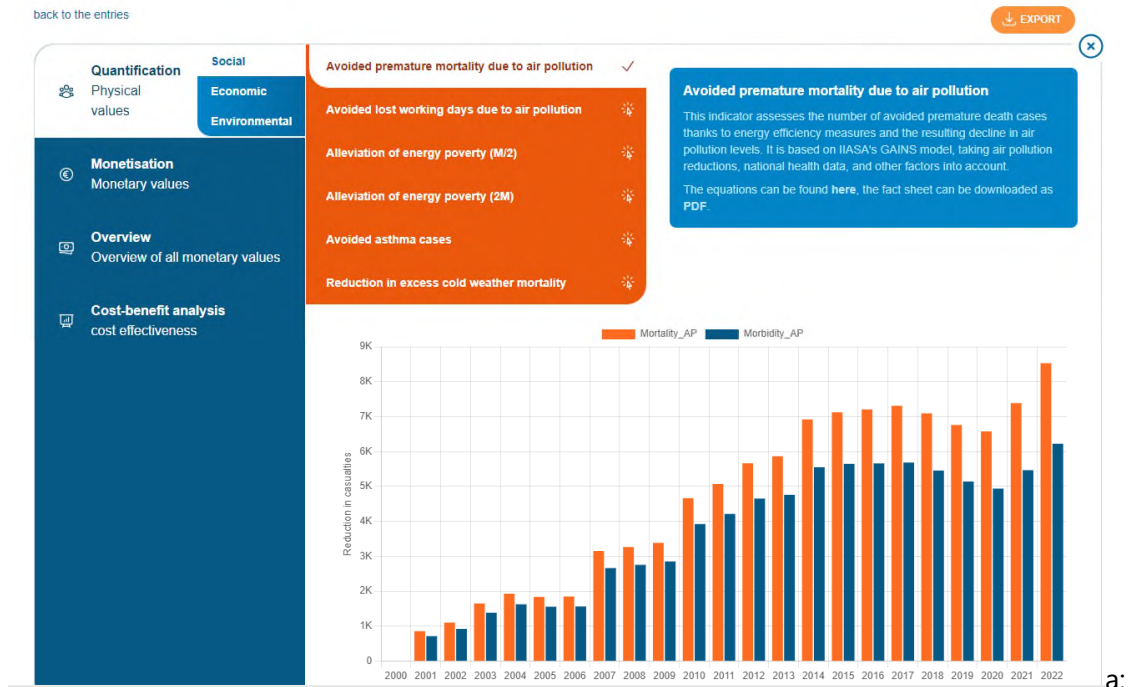 back to the entries
EXPORT
Quantification
Physical
values
Social
Economic
Environmental
Monetisation
Monetary values
Overview
Overview of all monetary values
Cost-benefit analysis
cost effectiveness
Avoided premature mortality due to air pollution
Avoided lost working days due to air pollution
Alleviation of energy poverty (M/2)
Alleviation of energy poverty (2M)
Avoided asthma cases
Reduction in excess cold weather mortality
Avoided premature mortality due to air pollution
This indicator assesses the number of avoided premature death cases
thanks to energy efficiency measures and the resulting decline in air
pollution levels. It is based on IIASA's GAINS model, taking air pollution
reductions, national health data, and other factors into account.
The equations can be found here, the fact sheet can be downloaded as
PDF.
Mortality_AP Morbidity_AP
Reduction in casualties
9K
8K
7K
6K
5K
4K
3K
2K
1K
0
2000 2001 2002 2003 2004 2005 2006 2007 2008 2009 2010 2011 2012 2013 2014 2015 2016 2017 2018 2019 2020 2021 2022
a: